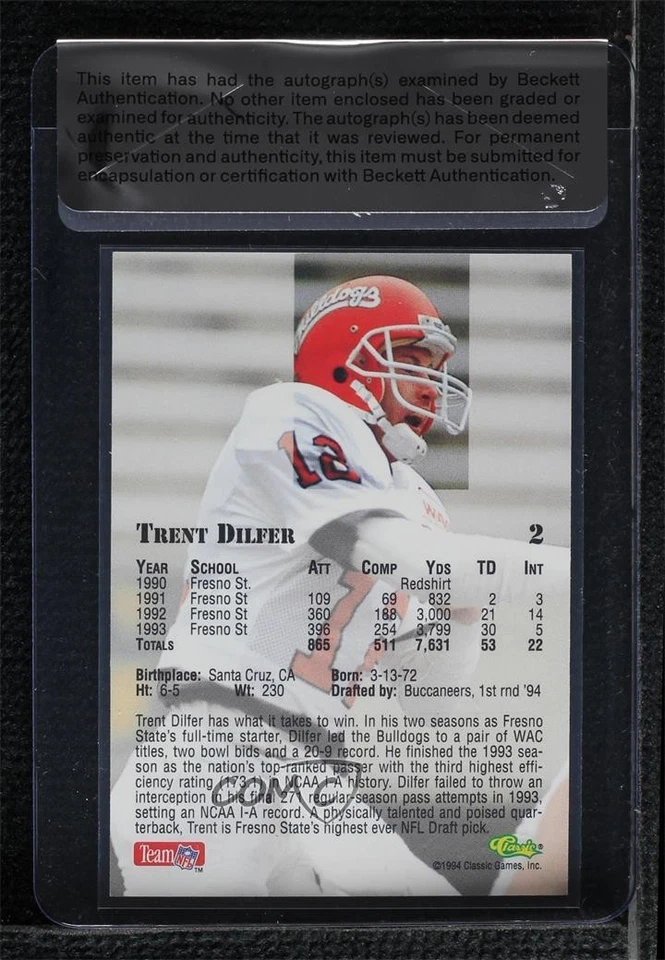 This item has had the autograph(s) examined by Beckett
Authentication. No other item enclosed has been graded or
examined for authenticity. The autograph(s) has been deemed
authentic at the time that it was reviewed. For permanent
preservation and authenticity, this item must be submitted for
encapsulation or certification with Beckett Authentication.
Bulldogs
12
WAC
TRENT DILFER 2
YEAR SCHOOL ATT COMP YDS TD INT
1990 Fresno St. Redshirt
1991 Fresno St 109 69 832 2 3
1992 Fresno St 360 188 3,000 21 14
1993 Fresno St 396 254 3,799 30 5
TOTALS 865 511 7,631 53 22
Birthplace: Santa Cruz, CA Born: 3-13-72
Ht: 6-5 Wt: 230 Drafted by: Buccaneers, 1st rnd '94
Trent Dilfer has what it takes to win. In his two seasons as Fresno
State's full-time starter, Dilfer led the Bulldogs to a pair of WAC
titles, two bowl bids and a 20-9 record. He finished the 1993 sea-
son as the nation's top-ranked passer with the third highest effi-
ciency rating, 173.1, in NCAA I-A history. Dilfer failed to throw an
interception in his final 271 regular-season pass attempts in 1993,
setting an NCAA I-A record. A physically talented and poised quar-
terback, Trent is Fresno State's highest ever NFL Draft pick.
COMC
Team NFL TM
Classic®
©1994 Classic Games, Inc.